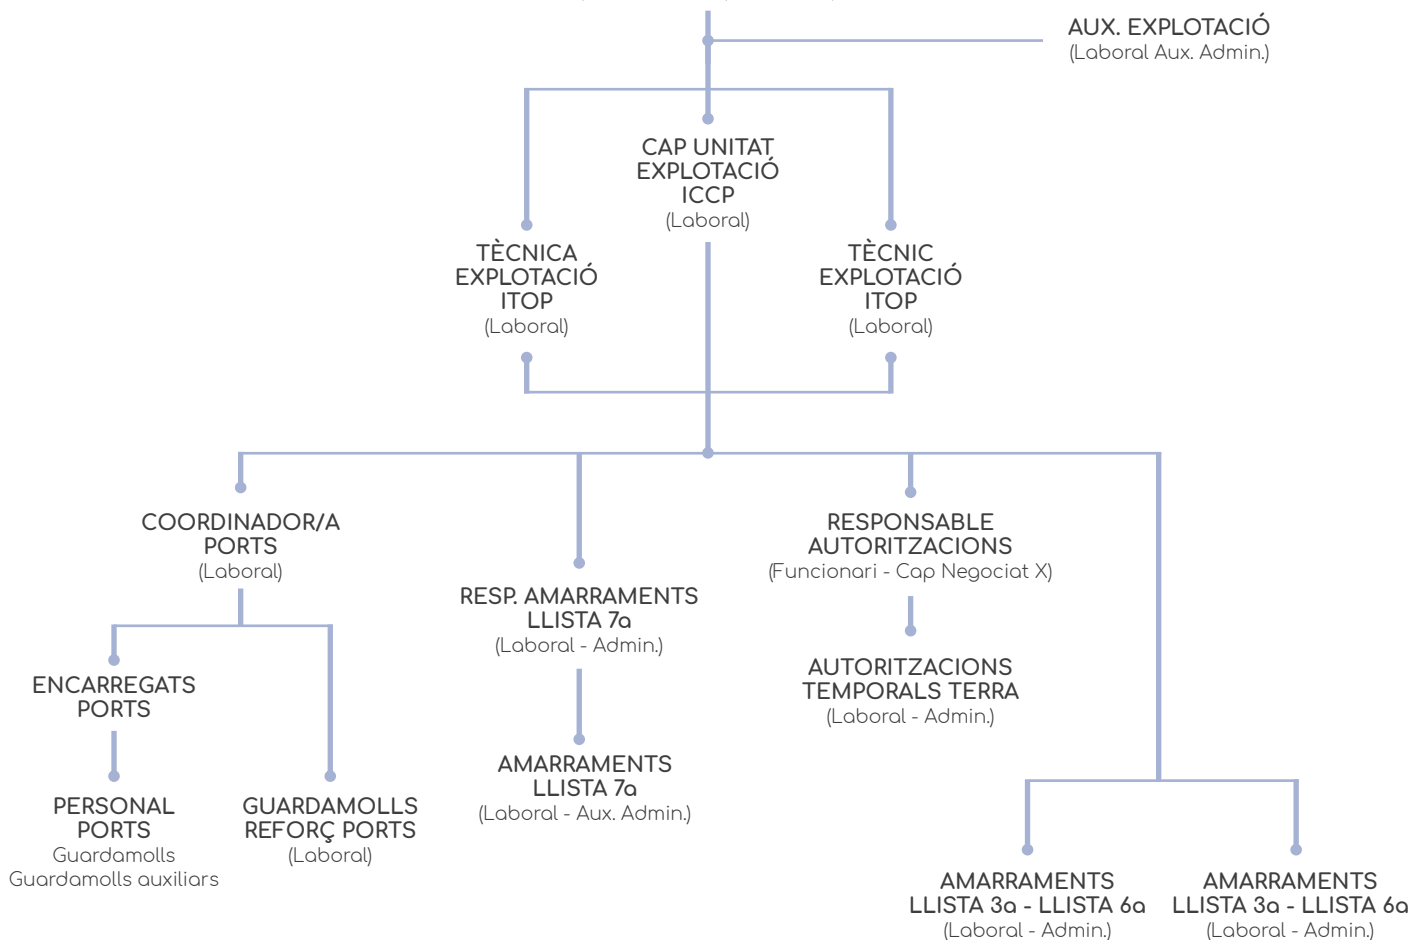 AUX. EXPLOTACIÓ
(Laboral Aux. Admin.)
CAP UNITAT
EXPLOTACIÓ
ICCP
(Laboral)
TÈCNICA
EXPLOTACIÓ
ITOP
(Laboral)
TÈCNIC
EXPLOTACIÓ
ITOP
(Laboral)
COORDINADOR/A
PORTS
(Laboral)
RESP. AMARRAMENTS
LLISTA 7a
(Laboral - Admin.)
RESPONSABLE
AUTORITZACIONS
(Funcionari - Cap Negociat X)
ENCARREGATS
PORTS
AUTORITZACIONS
TEMPORALS TERRA
(Laboral - Admin.)
PERSONAL
PORTS
Guardamolls
Guardamolls auxiliars
GUARDAMOLLS
REFORÇ PORTS
(Laboral)
AMARRAMENTS
LLISTA 7a
(Laboral - Aux. Admin.)
AMARRAMENTS
LLISTA 3a - LLISTA 6a
(Laboral - Admin.)
AMARRAMENTS
LLISTA 3a - LLISTA 6a
(Laboral - Admin.)